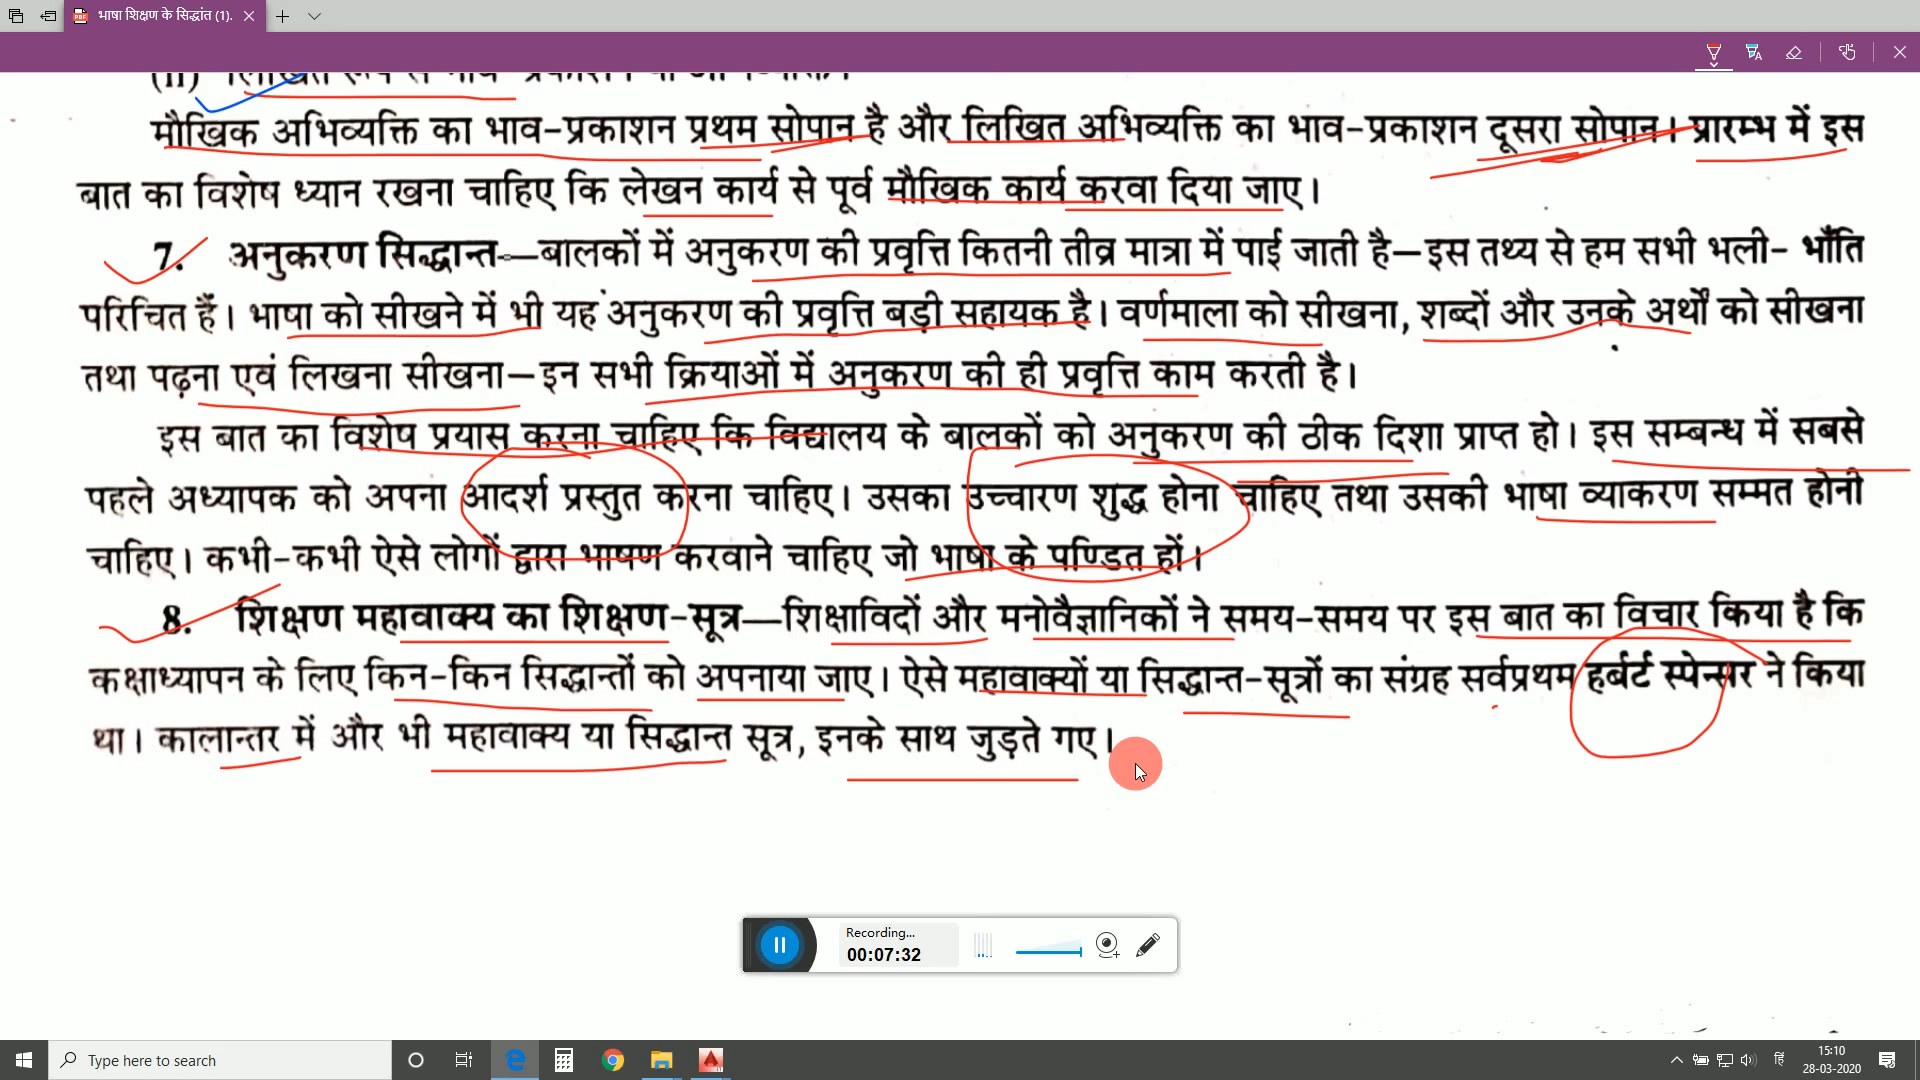 भाषा शिक्षण के सिद्धांत (1).
(ii) लिखित रूप से भाव
मौखिक अभिव्यक्ति का भाव-प्रकाशन प्रथम सोपान है और लिखित अभिव्यक्ति का भाव-प्रकाशन दूसरा सोपान। प्रारम्भ में इस
बात का विशेष ध्यान रखना चाहिए कि लेखन कार्य से पूर्व मौखिक कार्य करवा दिया जाए।
7. अनुकरण सिद्धान्त—बालकों में अनुकरण की प्रवृत्ति कितनी तीव्र मात्रा में पाई जाती है—इस तथ्य से हम सभी भली- भाँति
परिचित हैं। भाषा को सीखने में भी यह अनुकरण की प्रवृत्ति बड़ी सहायक है। वर्णमाला को सीखना, शब्दों और उनके अर्थों को सीखना
तथा पढ़ना एवं लिखना सीखना—इन सभी क्रियाओं में अनुकरण की ही प्रवृत्ति काम करती है।
इस बात का विशेष प्रयास करना चाहिए कि विद्यालय के बालकों को अनुकरण की ठीक दिशा प्राप्त हो। इस सम्बन्ध में सबसे
पहले अध्यापक को अपना आदर्श प्रस्तुत करना चाहिए। उसका उच्चारण शुद्ध होना चाहिए तथा उसकी भाषा व्याकरण सम्मत होनी
चाहिए। कभी-कभी ऐसे लोगों द्वारा भाषण करवाने चाहिए जो भाषा के पण्डित हों।
8. शिक्षण महावाक्य का शिक्षण-सूत्र—शिक्षाविदों और मनोवैज्ञानिकों ने समय-समय पर इस बात का विचार किया है कि
कक्षाध्यापन के लिए किन-किन सिद्धान्तों को अपनाया जाए। ऐसे महावाक्यों या सिद्धान्त-सूत्रों का संग्रह सर्वप्रथम हर्बर्ट स्पेन्सर ने किया
था। कालान्तर में और भी महावाक्य या सिद्धान्त सूत्र, इनके साथ जुड़ते गए।
Recording...
00:07:32
Type here to search
हिं
15:10
28-03-2020